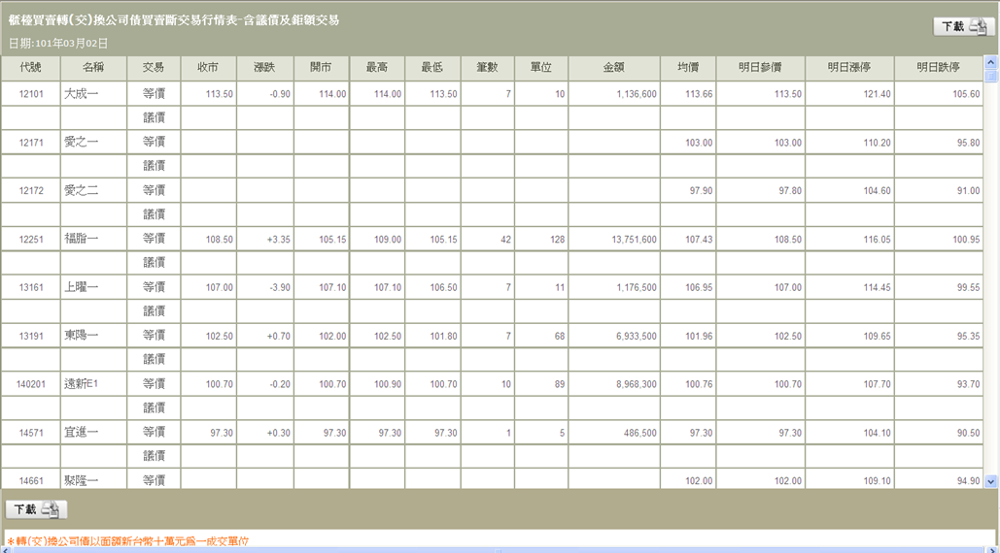 櫃檯買賣轉(交)換公司債買賣斷交易行情表-含議價及鉅額交易
下載
日期:101年03月02日
代號 名稱 交易 收市 漲跌 開市 最高 最低 筆數 單位 金額 均價 明日參價 明日漲停 明日跌停
12101 大成一 等價 113.50 -0.90 114.00 114.00 113.50 7 10 1,136,600 113.66 113.50 121.40 105.60
議價
12171 愛之一 等價 103.00 103.00 110.20 95.80
議價
12172 愛之二 等價 97.90 97.80 104.60 91.00
議價
12251 福脂一 等價 108.50 +3.35 105.15 109.00 105.15 42 128 13,751,600 107.43 108.50 116.05 100.95
議價
13161 上曜一 等價 107.00 -3.90 107.10 107.10 106.50 7 11 1,176,500 106.95 107.00 114.45 99.55
議價
13191 東陽一 等價 102.50 +0.70 102.00 102.50 101.80 7 68 6,933,500 101.96 102.50 109.65 95.35
議價
140201 遠新E1 等價 100.70 -0.20 100.70 100.90 100.70 10 89 8,968,300 100.76 100.70 107.70 93.70
議價
14571 宜進一 等價 97.30 +0.30 97.30 97.30 97.30 1 5 486,500 97.30 97.30 104.10 90.50
議價
14661 聚隆一 等價 102.00 102.00 109.10 94.90
下載
*轉(交)換公司債以面額新台幣十萬元為一成交單位